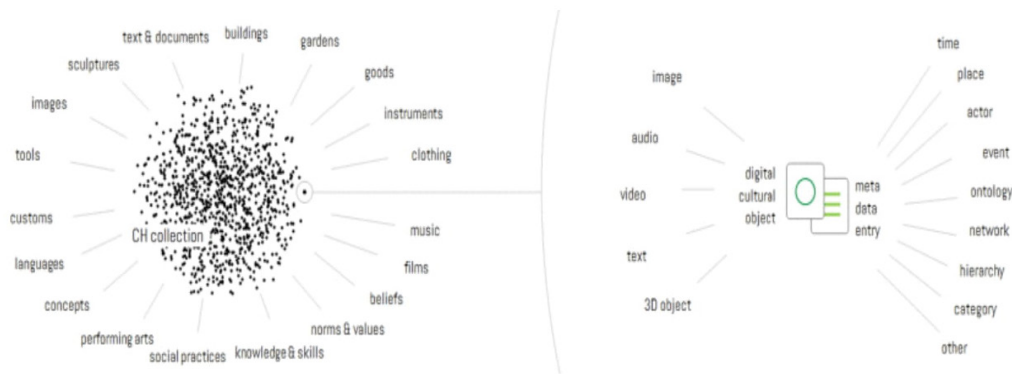 text & documents
buildings
gardens
goods
instruments
clothing
music
films
beliefs
norms & values
knowledge & skills
social practices
performing arts
concepts
languages
customs
tools
images
sculptures
CH collection
image
audio
video
text
3D object
digital
cultural
object
meta
data
entry
time
place
actor
event
ontology
network
hierarchy
category
other